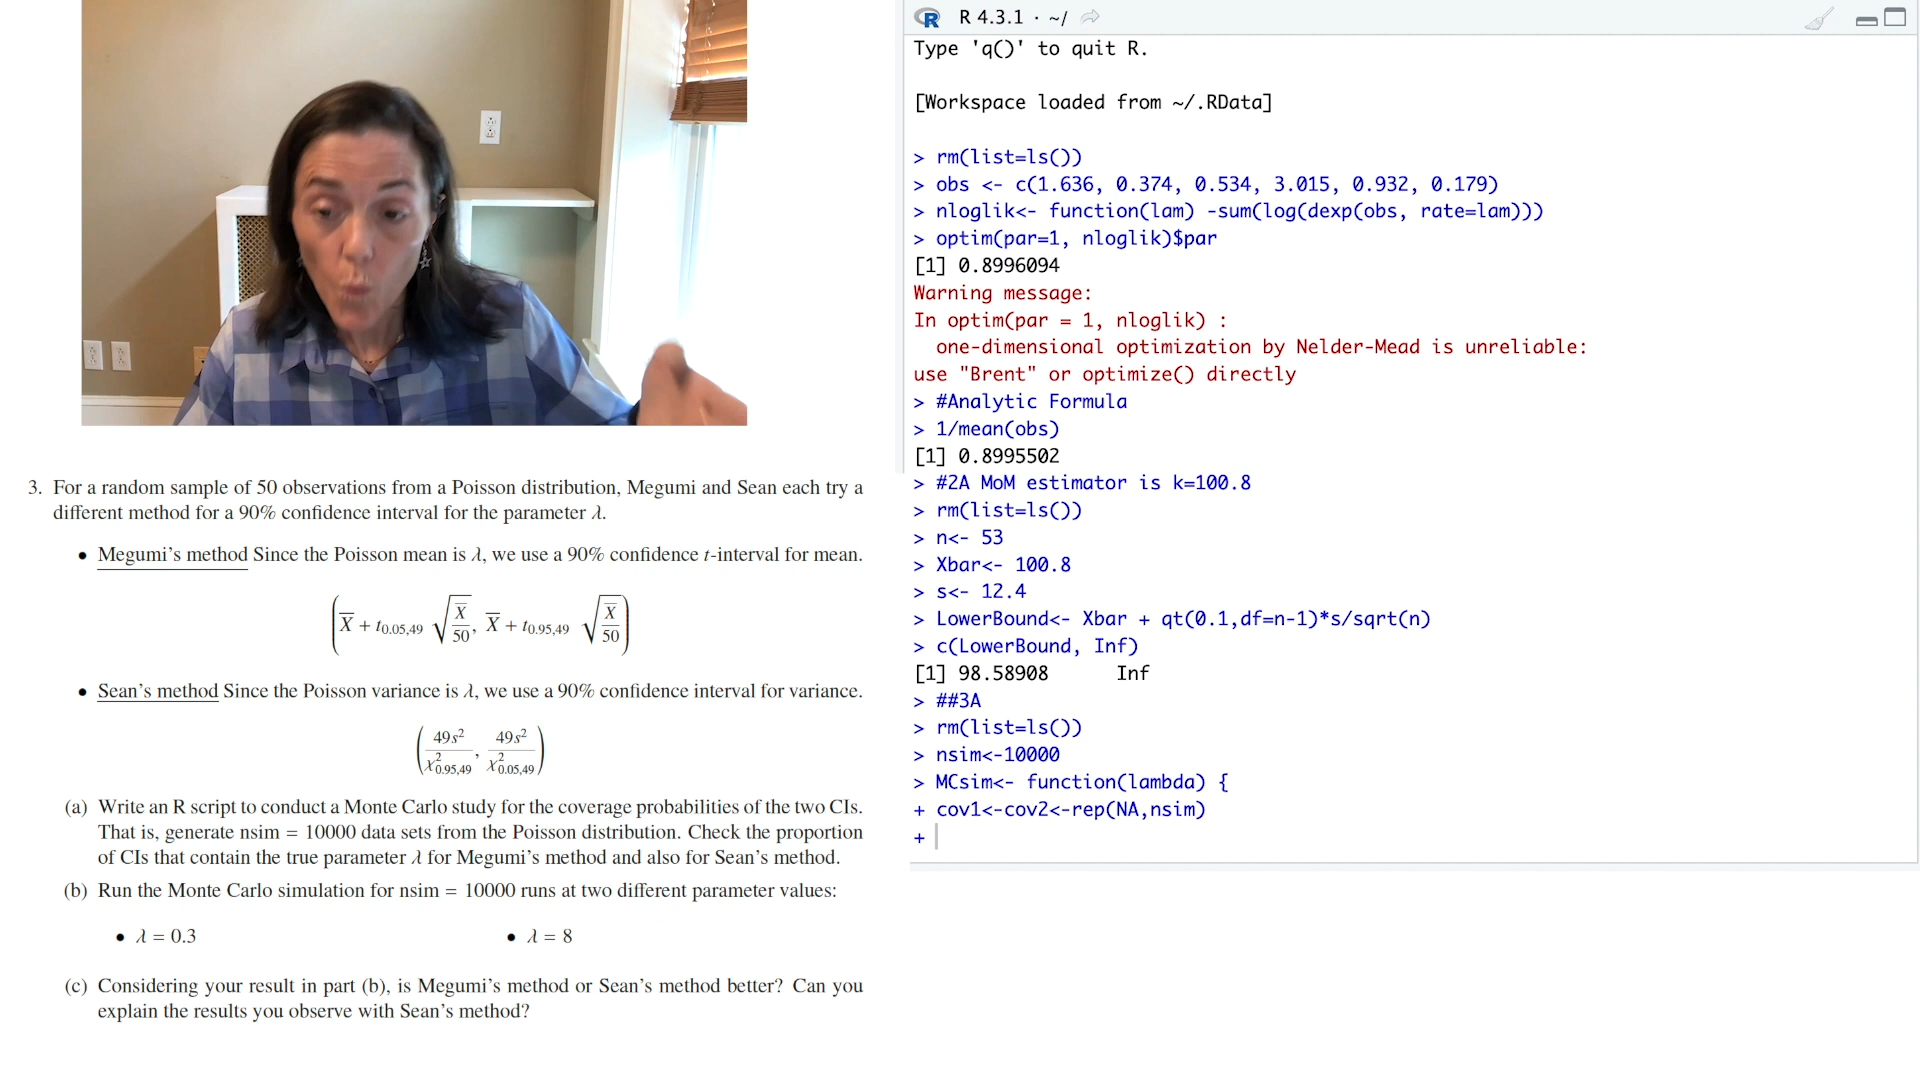 3. For a random sample of 50 observations from a Poisson distribution, Megumi and Sean each try a
different method for a 90% confidence interval for the parameter λ.
• Megumi's method Since the Poisson mean is λ, we use a 90% confidence t-interval for mean.
(X̅ + t0.05,49 √(X̅/50), X̅ + t0.95,49 √(X̅/50))
• Sean's method Since the Poisson variance is λ, we use a 90% confidence interval for variance.
(49s²/χ²0.95,49, 49s²/χ²0.05,49)
(a) Write an R script to conduct a Monte Carlo study for the coverage probabilities of the two CIs.
That is, generate nsim = 10000 data sets from the Poisson distribution. Check the proportion
of CIs that contain the true parameter λ for Megumi's method and also for Sean's method.
(b) Run the Monte Carlo simulation for nsim = 10000 runs at two different parameter values:
• λ = 0.3 • λ = 8
(c) Considering your result in part (b), is Megumi's method or Sean's method better? Can you
explain the results you observe with Sean's method?
R R 4.3.1 · ~/
Type 'q()' to quit R.
[Workspace loaded from ~/.RData]
> rm(list=ls())
> obs <- c(1.636, 0.374, 0.534, 3.015, 0.932, 0.179)
> nloglik<- function(lam) -sum(log(dexp(obs, rate=lam)))
> optim(par=1, nloglik)$par
[1] 0.8996094
Warning message:
In optim(par = 1, nloglik) :
  one-dimensional optimization by Nelder-Mead is unreliable:
use "Brent" or optimize() directly
> #Analytic Formula
> 1/mean(obs)
[1] 0.8995502
> #2A MoM estimator is k=100.8
> rm(list=ls())
> n<- 53
> Xbar<- 100.8
> s<- 12.4
> LowerBound<- Xbar + qt(0.1,df=n-1)*s/sqrt(n)
> c(LowerBound, Inf)
[1] 98.58908      Inf
> ##3A
> rm(list=ls())
> nsim<-10000
> MCsim<- function(lambda) {
+ cov1<-cov2<-rep(NA,nsim)
+